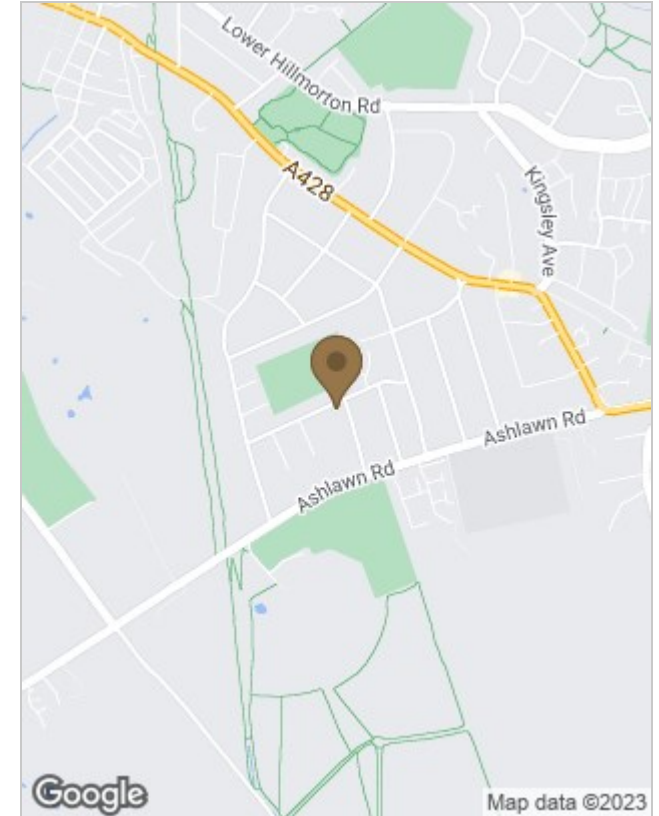 Lower Hillmorton Rd
A428
Kingsley Ave
Ashlawn Rd
Ashlawn Rd
Google
Map data ©2023